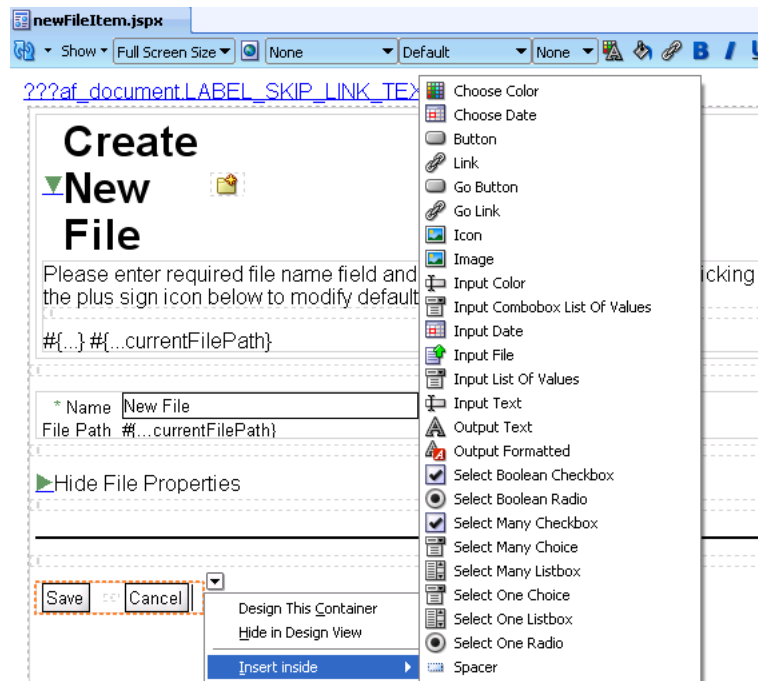 newFileItem.jspx
Show Full Screen Size None Default None B I U
???af_document.LABEL_SKIP_LINK_TEX
Create
New
File
Please enter required file name field and icking
the plus sign icon below to modify default
#{...} #{...currentFilePath}
* Name New File
File Path #{...currentFilePath}
Hide File Properties
Save Cancel
Design This Container
Hide in Design View
Insert inside
Choose Color
Choose Date
Button
Link
Go Button
Go Link
Icon
Image
Input Color
Input Combobox List Of Values
Input Date
Input File
Input List Of Values
Input Text
Output Text
Output Formatted
Select Boolean Checkbox
Select Boolean Radio
Select Many Checkbox
Select Many Choice
Select Many Listbox
Select One Choice
Select One Listbox
Select One Radio
Spacer